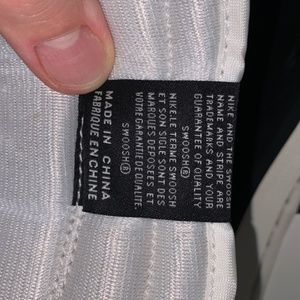 NIKE AND THE SWOOSH
NAME AND STRIPE ARE
TRADEMARKS AND YOUR
GUARANTEE OF QUALITY
SWOOSH®
NIKE LE TERME SWOOSH
ET SON SIGLE SONT DES
MARQUES DEPOSEES ET
VOTRE GARANTIE DE QUALITE
SWOOSH®
MADE IN CHINA
FABRIQUE EN CHINE